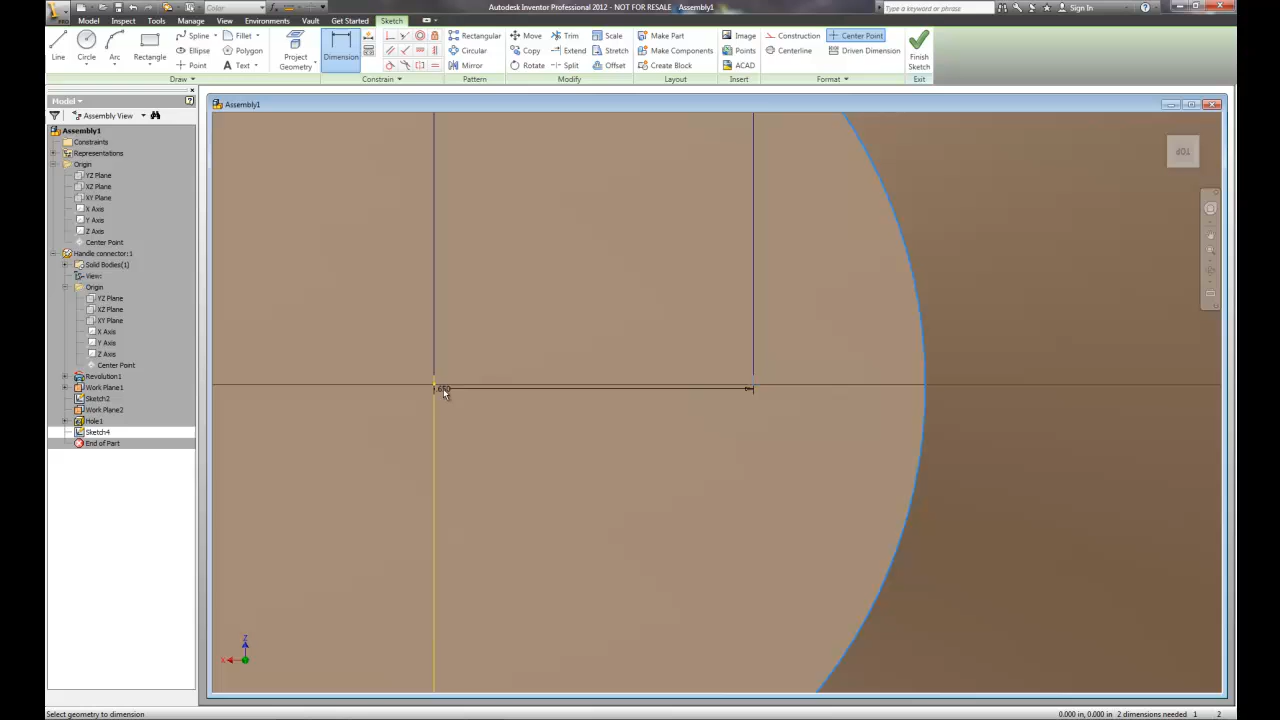 Autodesk Inventor Professional 2012 - NOT FOR RESALE   Assembly1
Color
Type a keyword or phrase
Sign In
PRO
Model Inspect Tools Manage View Environments Vault Get Started Sketch
Line Circle Arc Rectangle
Spline Fillet
Ellipse Polygon
Point Text
Draw
Project Geometry
Dimension
Constrain
Rectangular
Circular
Mirror
Pattern
Move Trim Scale
Copy Extend Stretch
Rotate Split Offset
Modify
Make Part
Make Components
Create Block
Layout
Image
Points
ACAD
Insert
Construction Center Point
Centerline Driven Dimension
Format
Finish Sketch
Exit
Model
Assembly View
Assembly1
Constraints
Representations
Origin
YZ Plane
XZ Plane
XY Plane
X Axis
Y Axis
Z Axis
Center Point
Handle connector:1
Solid Bodies(1)
View:
Origin
YZ Plane
XZ Plane
XY Plane
X Axis
Y Axis
Z Axis
Center Point
Revolution1
Work Plane1
Sketch2
Work Plane2
Hole1
Sketch4
End of Part
Assembly1
TOP
Z
X
Select geometry to dimension
0.000 in, 0.000 in 2 dimensions needed 1 2